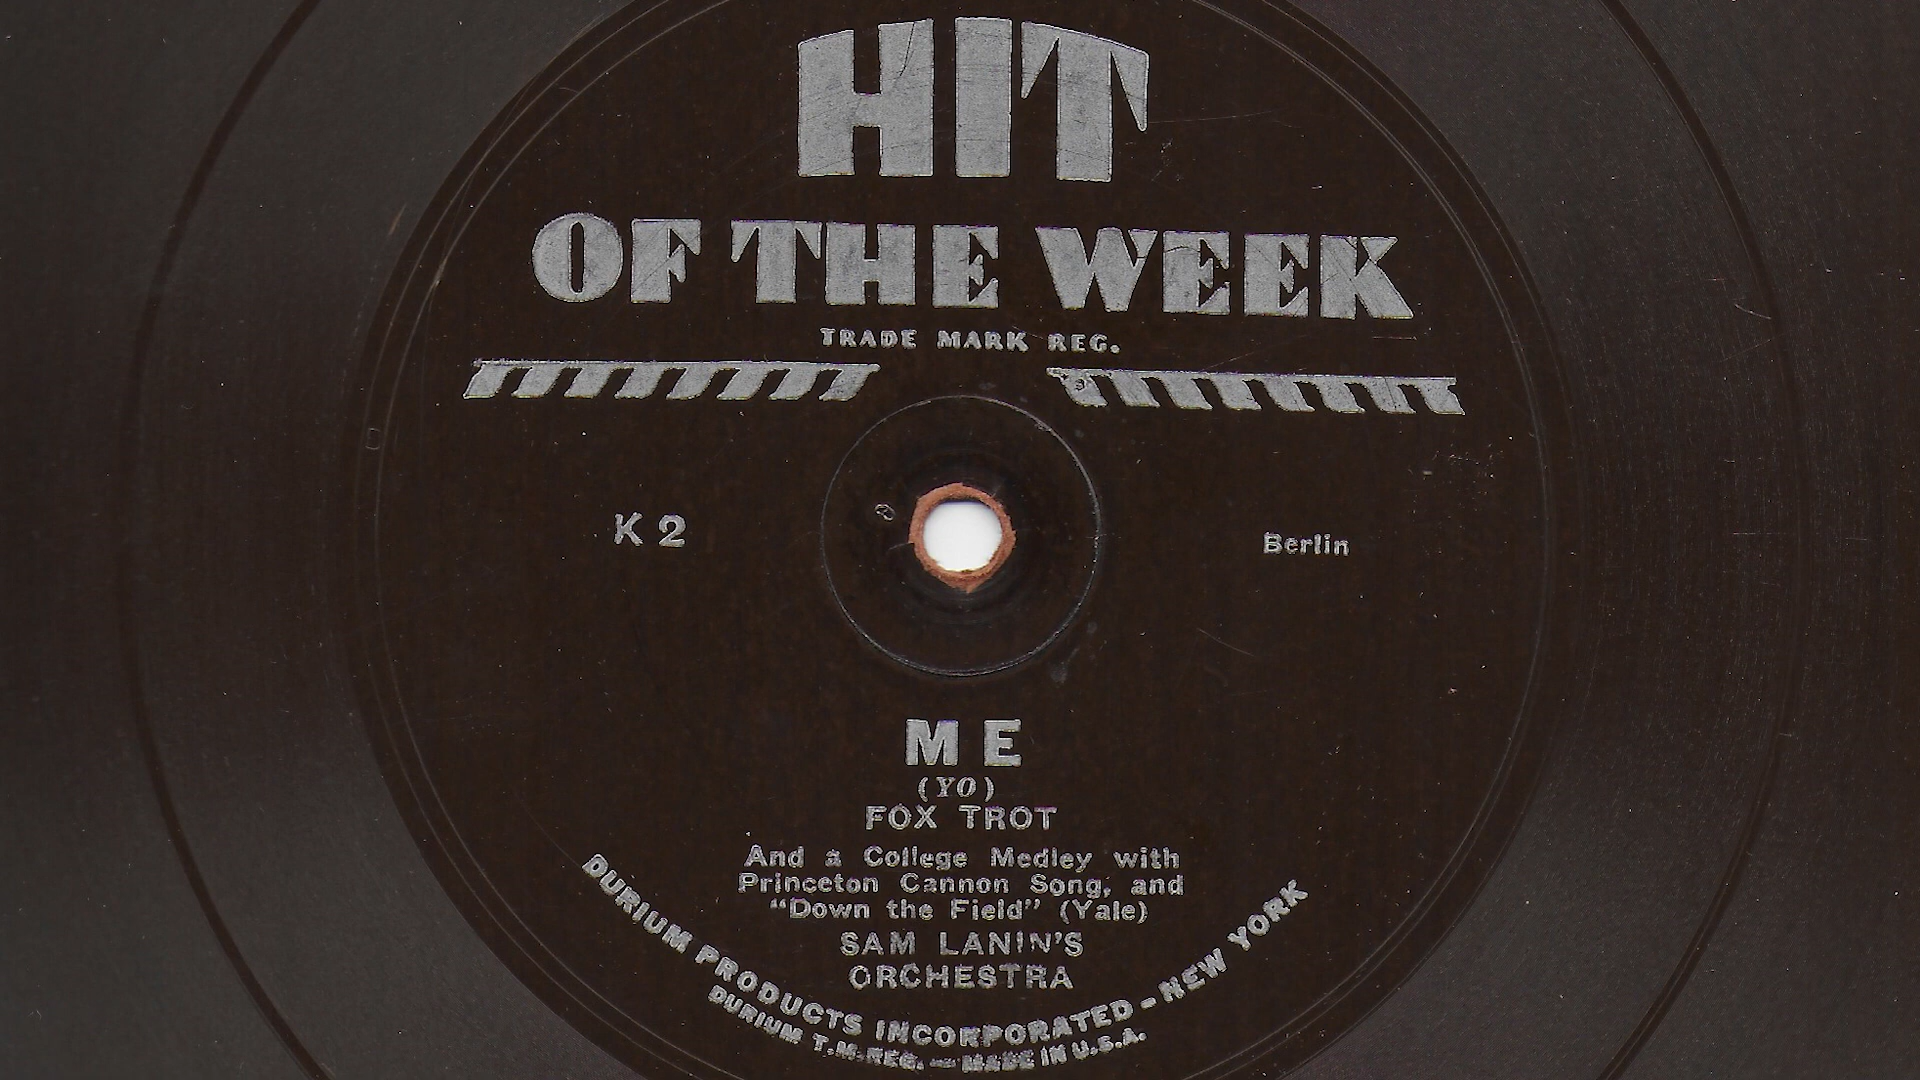 HIT
OF THE WEEK
TRADE MARK REG.
K 2
Berlin
ME
(YO)
FOX TROT
And a College Medley with
Princeton Cannon Song, and
"Down the Field" (Yale)
SAM LANIN'S
ORCHESTRA
DURIUM PRODUCTS INCORPORATED - NEW YORK
DURIUM T.M. REG. - MADE IN U.S.A.